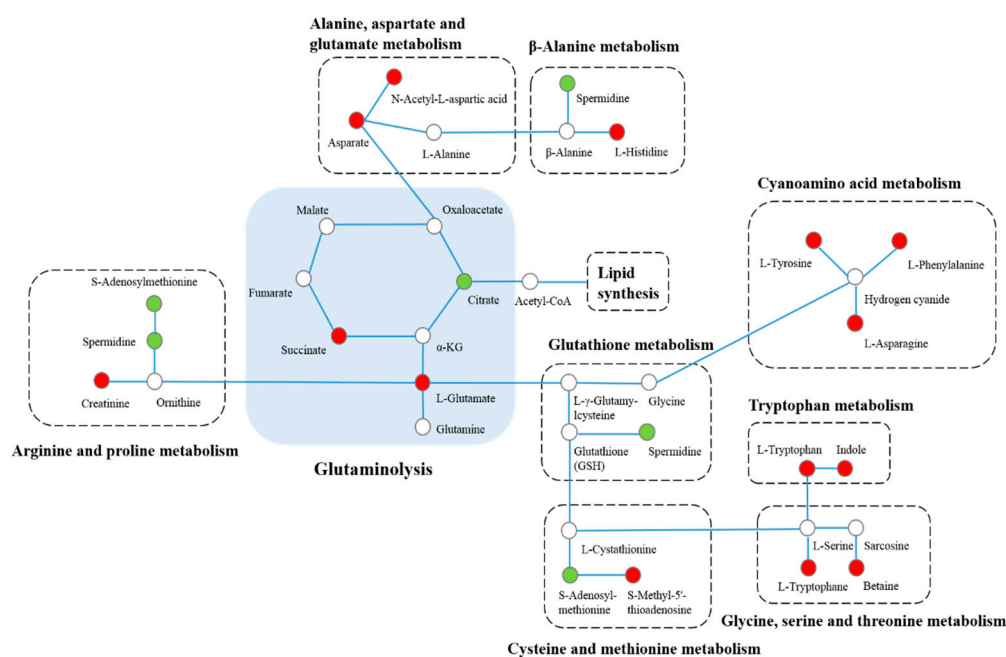 Alanine, aspartate and
glutamate metabolism
β-Alanine metabolism
N-Acetyl-L-aspartic acid
Spermidine
Asparate
L-Alanine
β-Alanine
L-Histidine
Cyanoamino acid metabolism
Malate
Oxaloacetate
L-Tyrosine
L-Phenylalanine
Hydrogen cyanide
L-Asparagine
S-Adenosylmethionine
Fumarate
Citrate
Acetyl-CoA
Lipid
synthesis
Spermidine
Succinate
α-KG
Glutathione metabolism
Creatinine
Ornithine
L-Glutamate
L-γ-Glutamy-
lcysteine
Glycine
Tryptophan metabolism
Arginine and proline metabolism
Glutamine
Glutaminolysis
Glutathione
(GSH)
Spermidine
L-Tryptophan
Indole
L-Cystathionine
L-Serine
Sarcosine
S-Adenosyl-
methionine
S-Methyl-5'-
thioadenosine
L-Tryptophane
Betaine
Glycine, serine and threonine metabolism
Cysteine and methionine metabolism